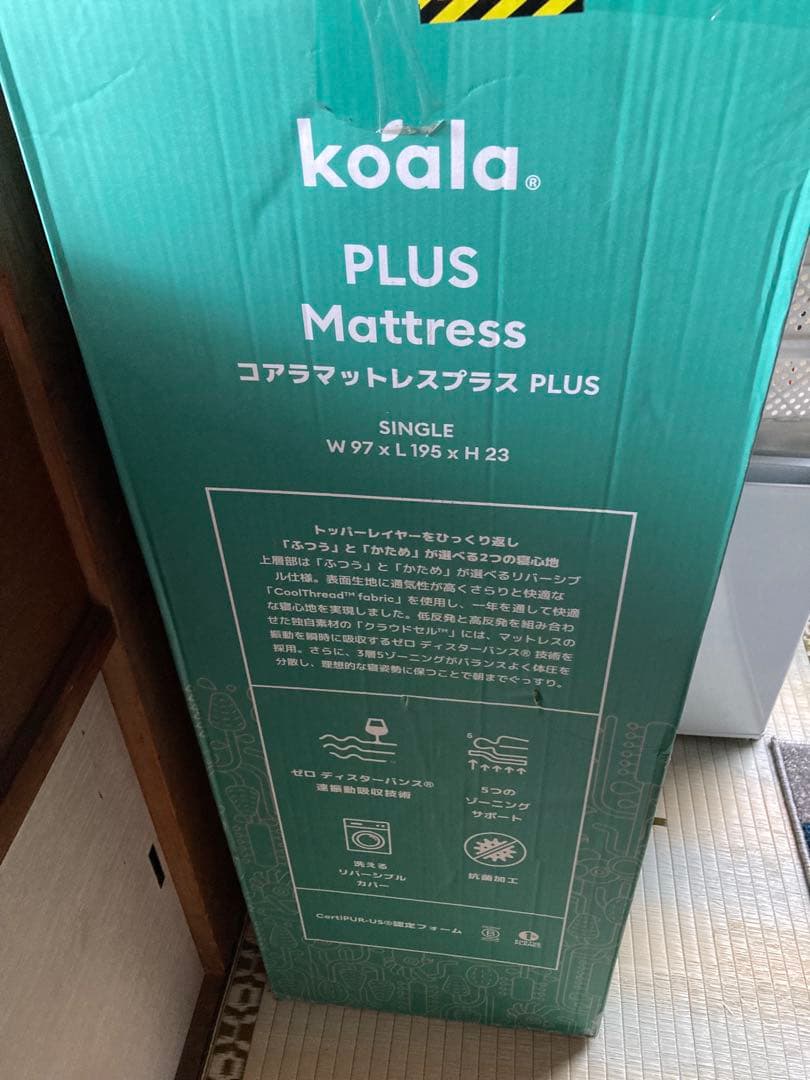 koala®
PLUS
Mattress
コアラマットレスプラス PLUS
SINGLE
W 97 x L 195 x H 23
トッパーレイヤーをひっくり返し
「ふつう」と「かため」が選べる2つの寝心地
上層部は「ふつう」と「かため」が選べるリバーシブ
ル仕様。表面生地に通気性が高くさらりと快適な
「CoolThread™ fabric」を使用し、一年を通して快適
な寝心地を実現しました。低反発と高反発を組み合わ
せた独自素材の「クラウドセル™」には、マットレスの
振動を瞬時に吸収するゼロ ディスターバンス® 技術を
採用。さらに、3層5ゾーニングがバランスよく体圧を
分散し、理想的な寝姿勢に保つことで朝までぐっすり。
ゼロ ディスターバンス®
速振動吸収技術
5つの
ゾーニング
サポート
洗える
リバーシブル
カバー
抗菌加工
CertiPUR-US®認定フォーム
B